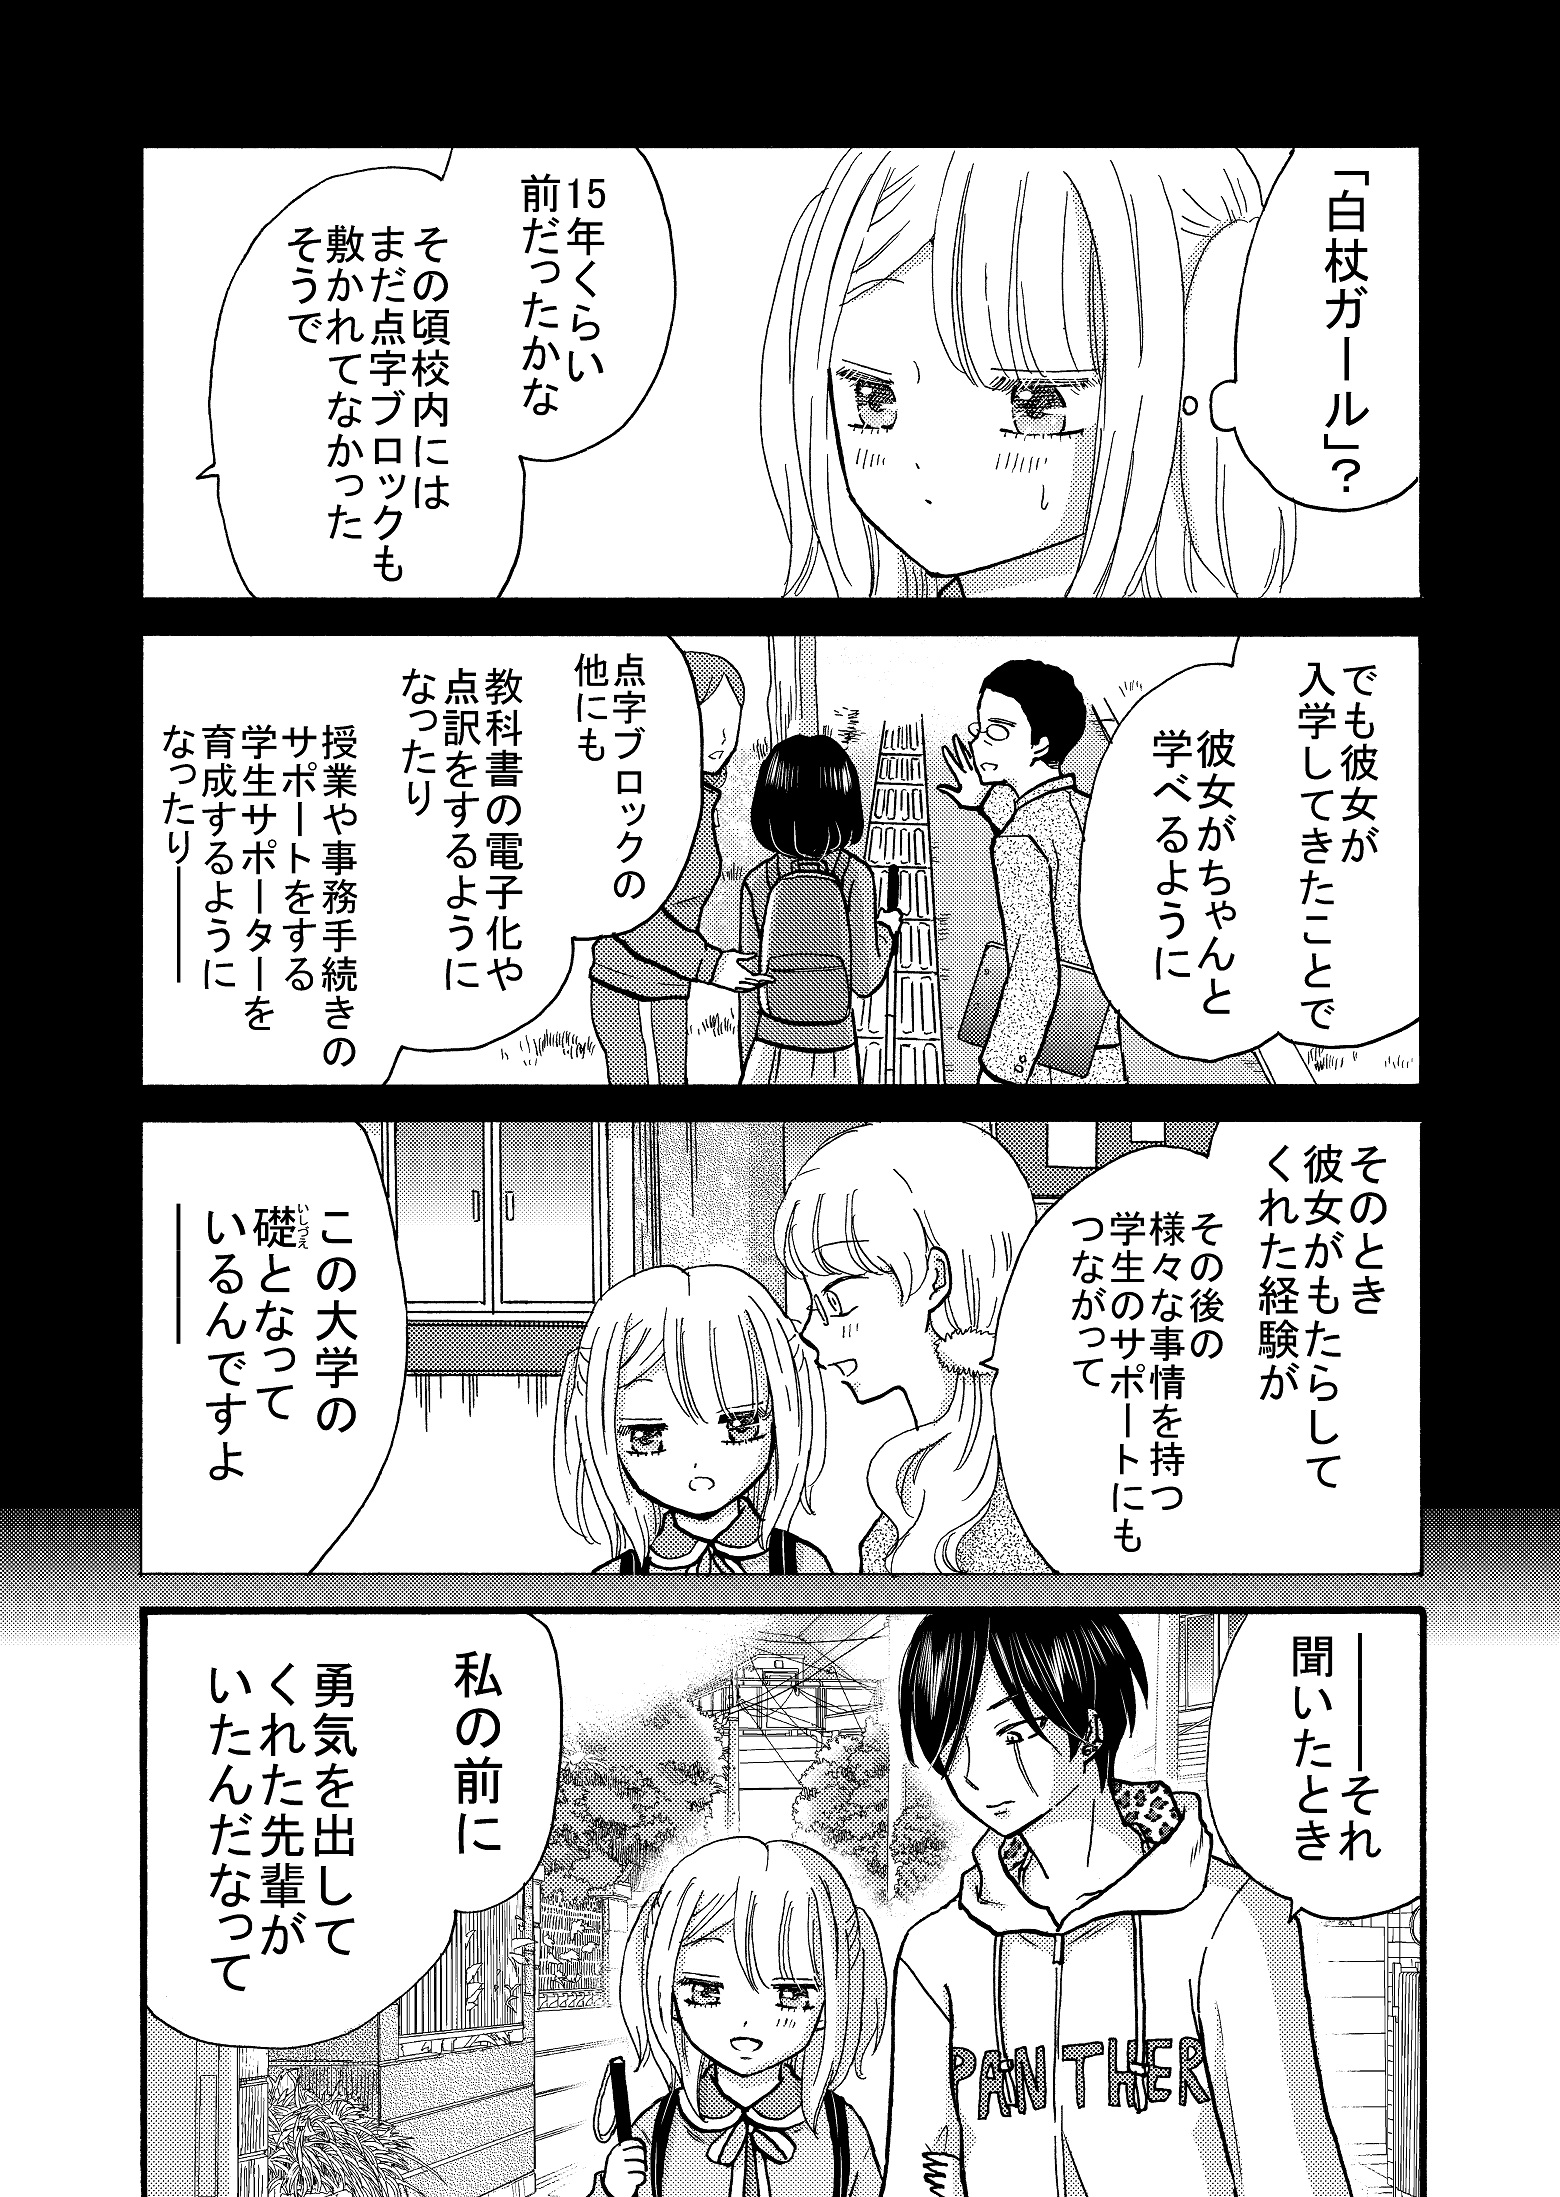 「白杖ガール」？
15年くらい
前だったかな
その頃校内には
まだ点字ブロックも
敷かれてなかった
そうで
でも彼女が
入学してきたことで
彼女がちゃんと
学べるように
点字ブロックの
他にも
教科書の電子化や
点訳をするように
なったり
授業や事務手続きの
サポートをする
学生サポーターを
育成するように
なったり――
そのとき
彼女がもたらして
くれた経験が
その後の
様々な事情を持つ
学生のサポートにも
つながって
この大学の
礎となって
いしづえ
いるんですよ
――
――それ
聞いたとき
私の前に
勇気を出して
くれた先輩が
いたんだなって
PANTHER